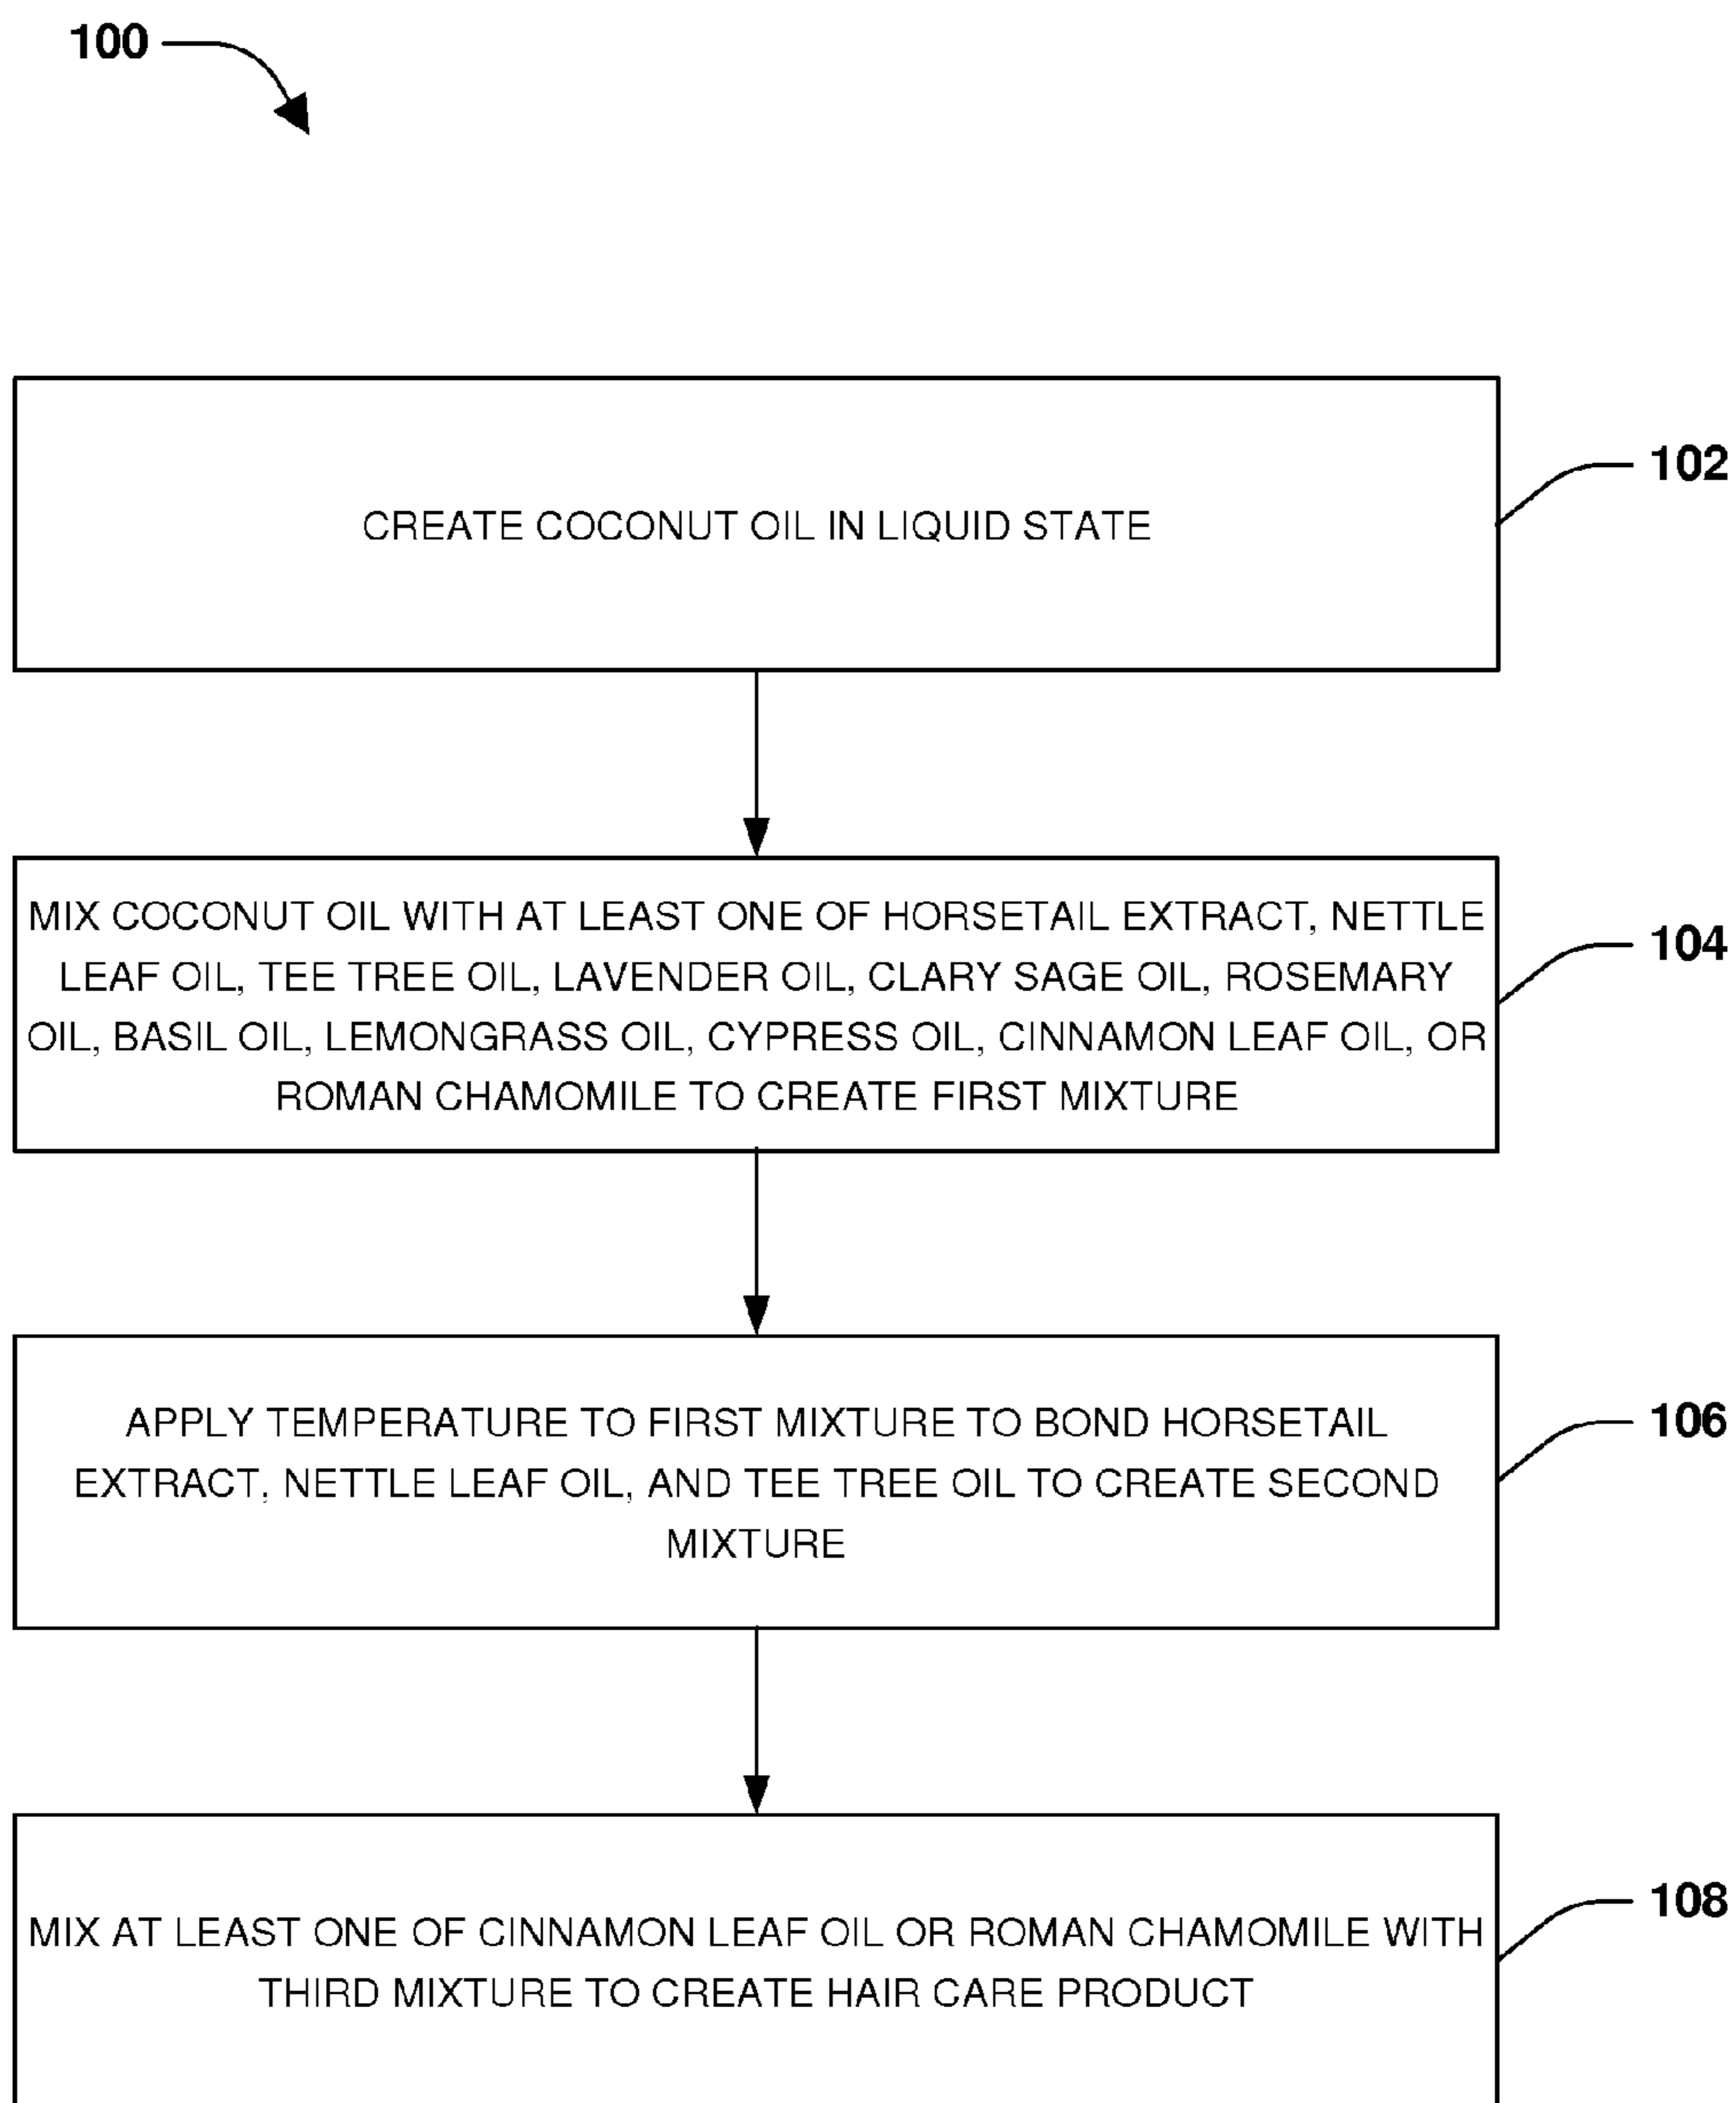 100
CREATE COCONUT OIL IN LIQUID STATE
102
MIX COCONUT OIL WITH AT LEAST ONE OF HORSETAIL EXTRACT, NETTLE
LEAF OIL, TEE TREE OIL, LAVENDER OIL, CLARY SAGE OIL, ROSEMARY
OIL, BASIL OIL, LEMONGRASS OIL, CYPRESS OIL, CINNAMON LEAF OIL, OR
ROMAN CHAMOMILE TO CREATE FIRST MIXTURE
104
APPLY TEMPERATURE TO FIRST MIXTURE TO BOND HORSETAIL
EXTRACT, NETTLE LEAF OIL, AND TEE TREE OIL TO CREATE SECOND
MIXTURE
106
MIX AT LEAST ONE OF CINNAMON LEAF OIL OR ROMAN CHAMOMILE WITH
THIRD MIXTURE TO CREATE HAIR CARE PRODUCT
108